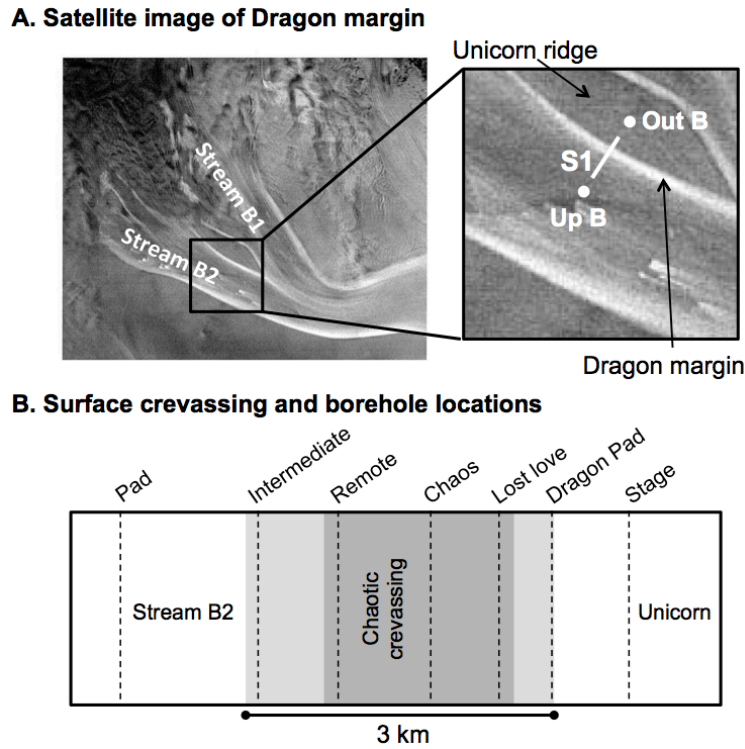 A. Satellite image of Dragon margin
Unicorn ridge
Stream B1
Stream B2
Out B
S1
Up B
Dragon margin
B. Surface crevassing and borehole locations
Pad
Intermediate
Remote
Chaos
Lost love
Dragon Pad
Stage
Stream B2
Chaotic
crevassing
Unicorn
3 km